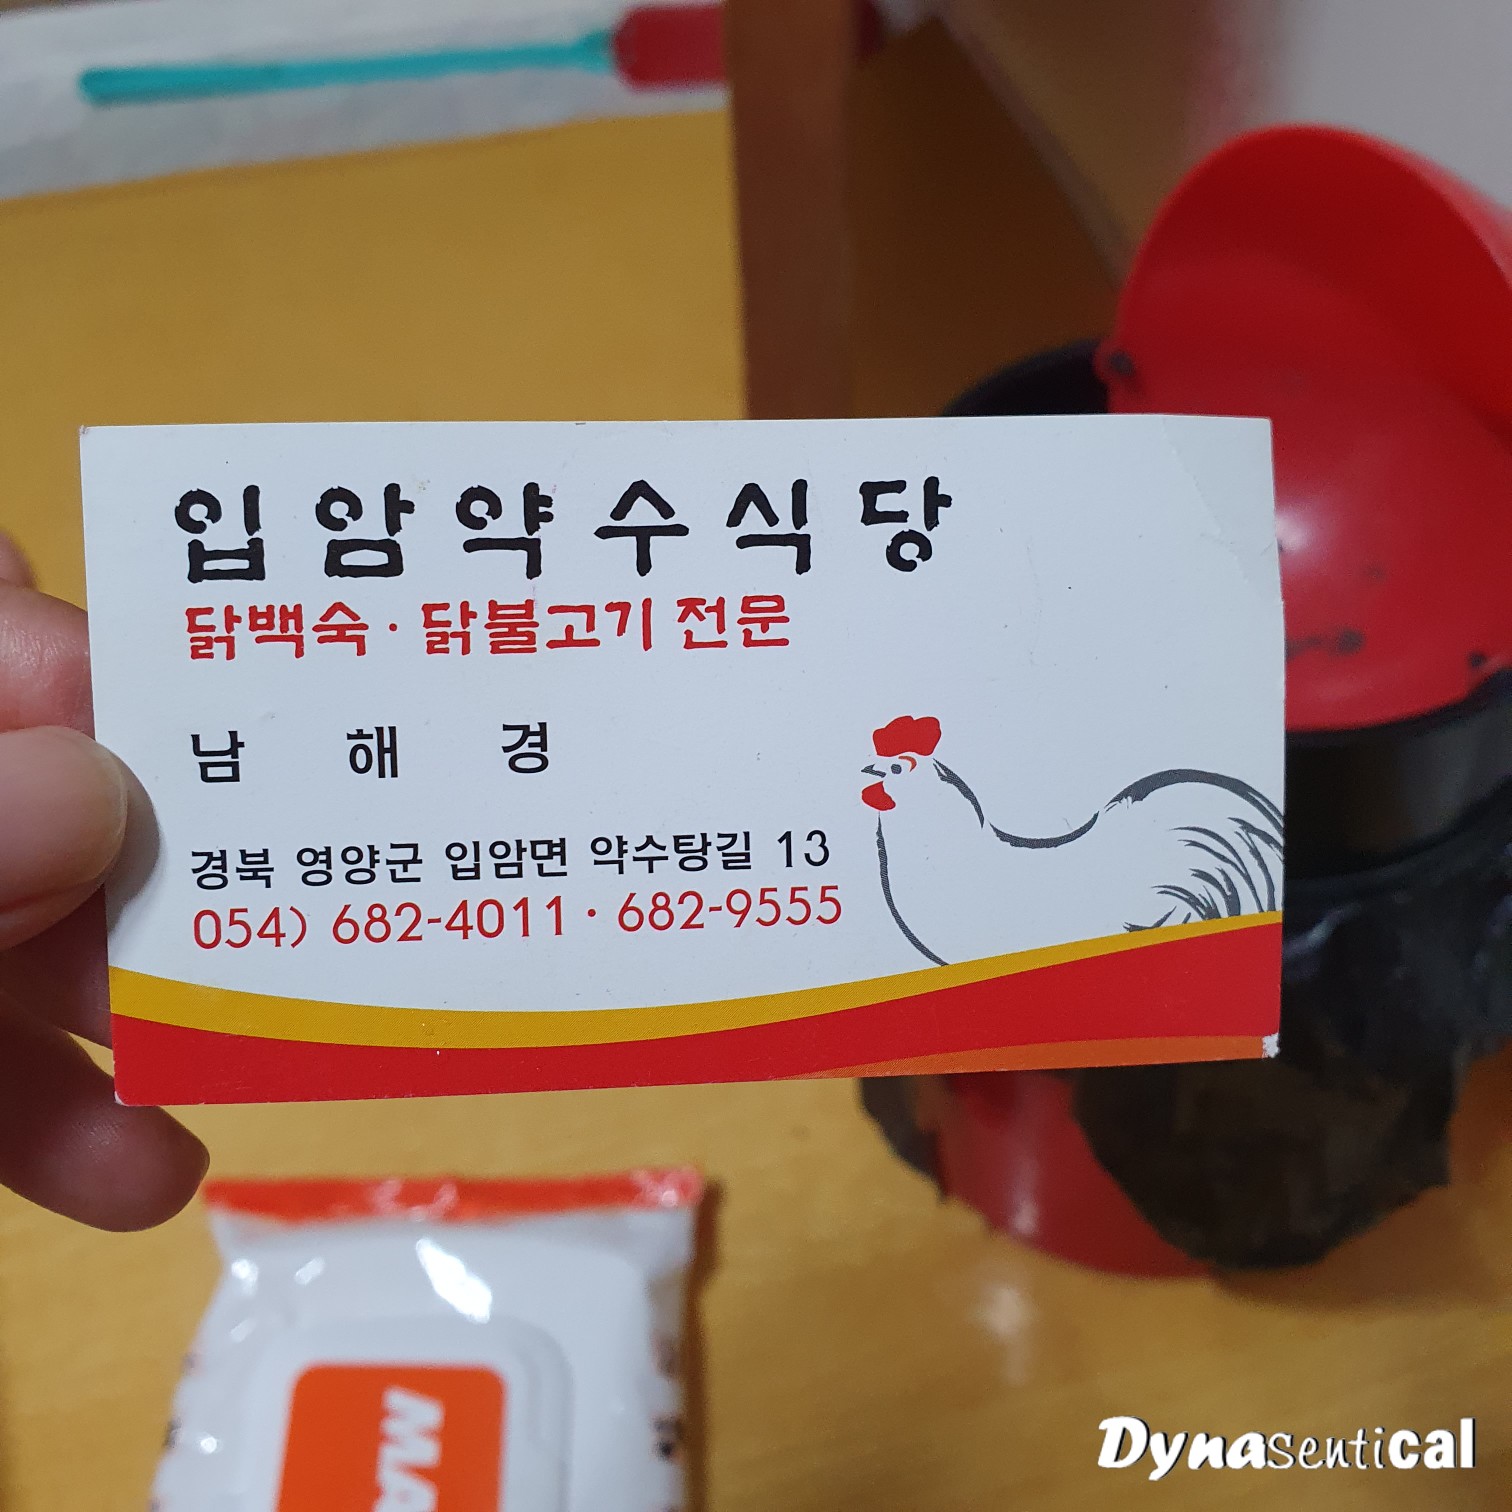 입암약수식당
닭백숙·닭불고기 전문
남 해 경
경북 영양군 입암면 약수탕길 13
054) 682-4011·682-9555
MA
Dynasentical